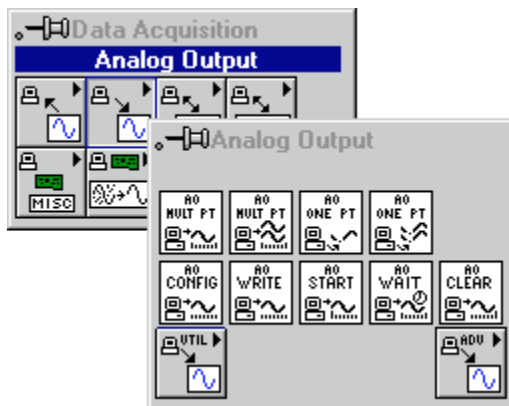 Data Acquisition
Analog Output
MISC
Analog Output
AO MULT PT
AO MULT PT
AO ONE PT
AO ONE PT
AO CONFIG
AO WRITE
AO START
AO WAIT
AO CLEAR
UTIL
ADV